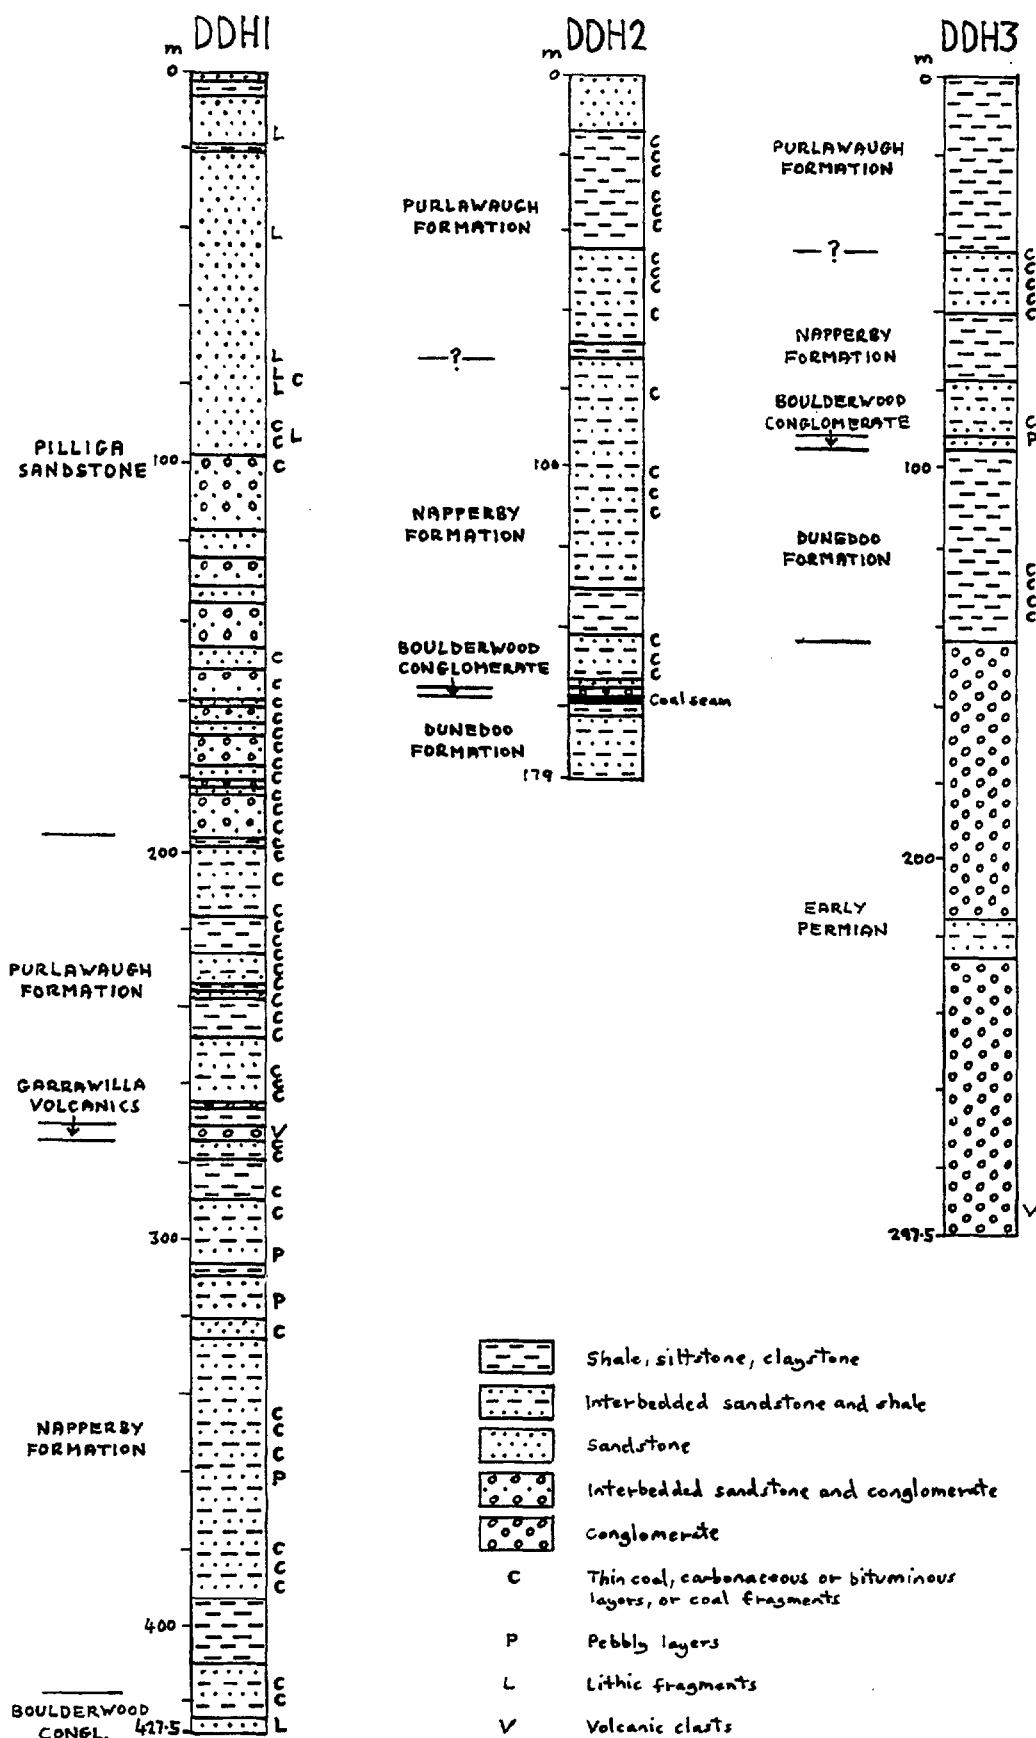 DDH1
m
0
L
L
L
L
C
L
C
L
C
PILLIGA
SANDSTONE
100
C
C
C
C
C
C
C
C
C
C
C
C
C
200
C
C
C
C
C
C
C
C
C
C
C
PURLAWAUGH
FORMATION
C
C
GARRAWILLA
VOLCANICS
V
C
C
C
C
300
P
P
C
C
C
C
P
NAPPERBY
FORMATION
C
C
C
400
C
C
BOULDERWOOD
CONGL.
427.5
L
DDH2
m
0
C
C
C
C
C
C
C
PURLAWAUGH
FORMATION
C
C
C
C
?
C
100
C
C
C
NAPPERBY
FORMATION
C
C
C
BOULDERWOOD
CONGLOMERATE
Coal seam
DUNEDOO
FORMATION
179
DDH3
m
0
PURLAWAUGH
FORMATION
?
C
C
C
C
C
NAPPERBY
FORMATION
BOULDERWOOD
CONGLOMERATE
C
P
100
DUNEDOO
FORMATION
C
C
C
C
200
EARLY
PERMIAN
V
297.5
Shale, siltstone, claystone
Interbedded sandstone and shale
Sandstone
Interbedded sandstone and conglomerate
Conglomerate
C Thin coal, carbonaceous or bituminous
layers, or coal fragments
P Pebbly layers
L Lithic fragments
V Volcanic clasts